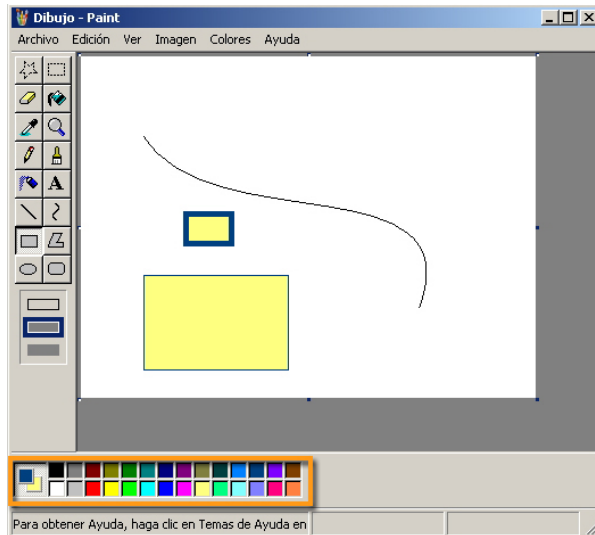 Dibujo - Paint
Archivo Edición Ver Imagen Colores Ayuda
A
Para obtener Ayuda, haga clic en Temas de Ayuda en